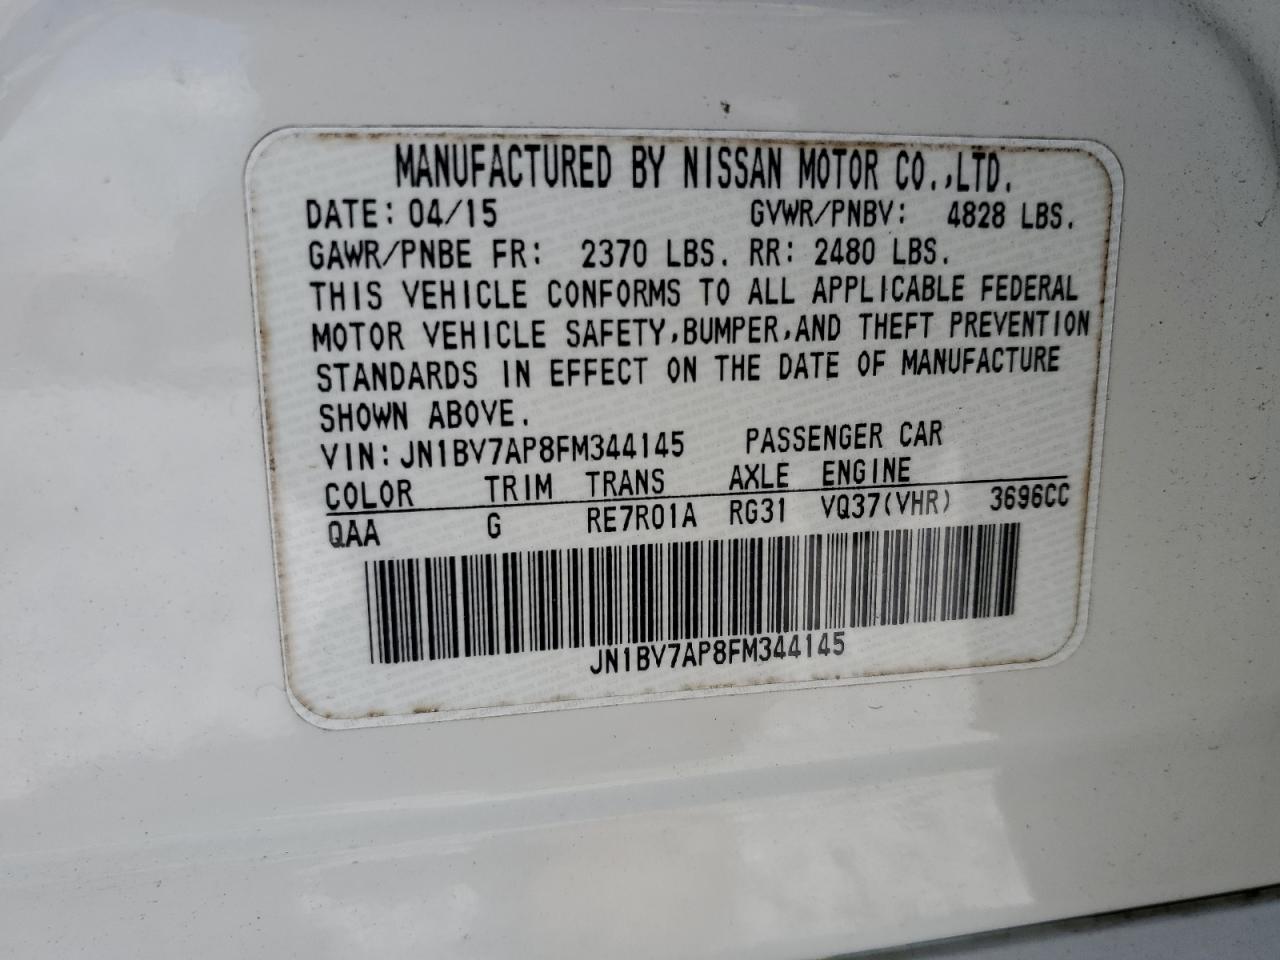 MANUFACTURED BY NISSAN MOTOR CO.,LTD.
DATE: 04/15 GVWR/PNBV: 4828 LBS.
GAWR/PNBE FR: 2370 LBS. RR: 2480 LBS.
THIS VEHICLE CONFORMS TO ALL APPLICABLE FEDERAL
MOTOR VEHICLE SAFETY,BUMPER,AND THEFT PREVENTION
STANDARDS IN EFFECT ON THE DATE OF MANUFACTURE
SHOWN ABOVE.
VIN: JN1BV7AP8FM344145 PASSENGER CAR
COLOR TRIM TRANS AXLE ENGINE
QAA G RE7R01A RG31 VQ37(VHR) 3696CC
JN1BV7AP8FM344145